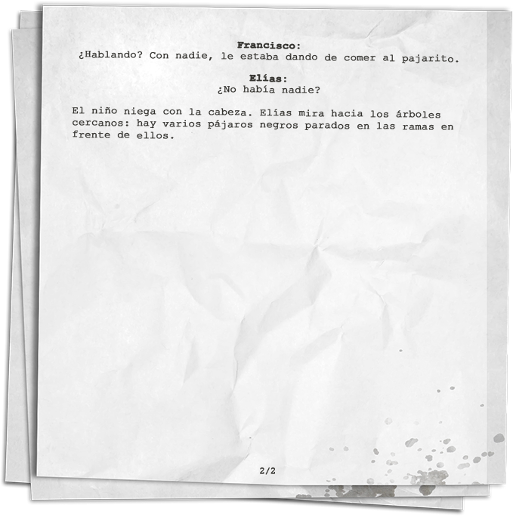 Francisco:
¿Hablando? Con nadie, le estaba dando de comer al pajarito.
Elías:
¿No había nadie?
El niño niega con la cabeza. Elías mira hacia los árboles
cercanos: hay varios pájaros negros parados en las ramas en
frente de ellos.
2/2